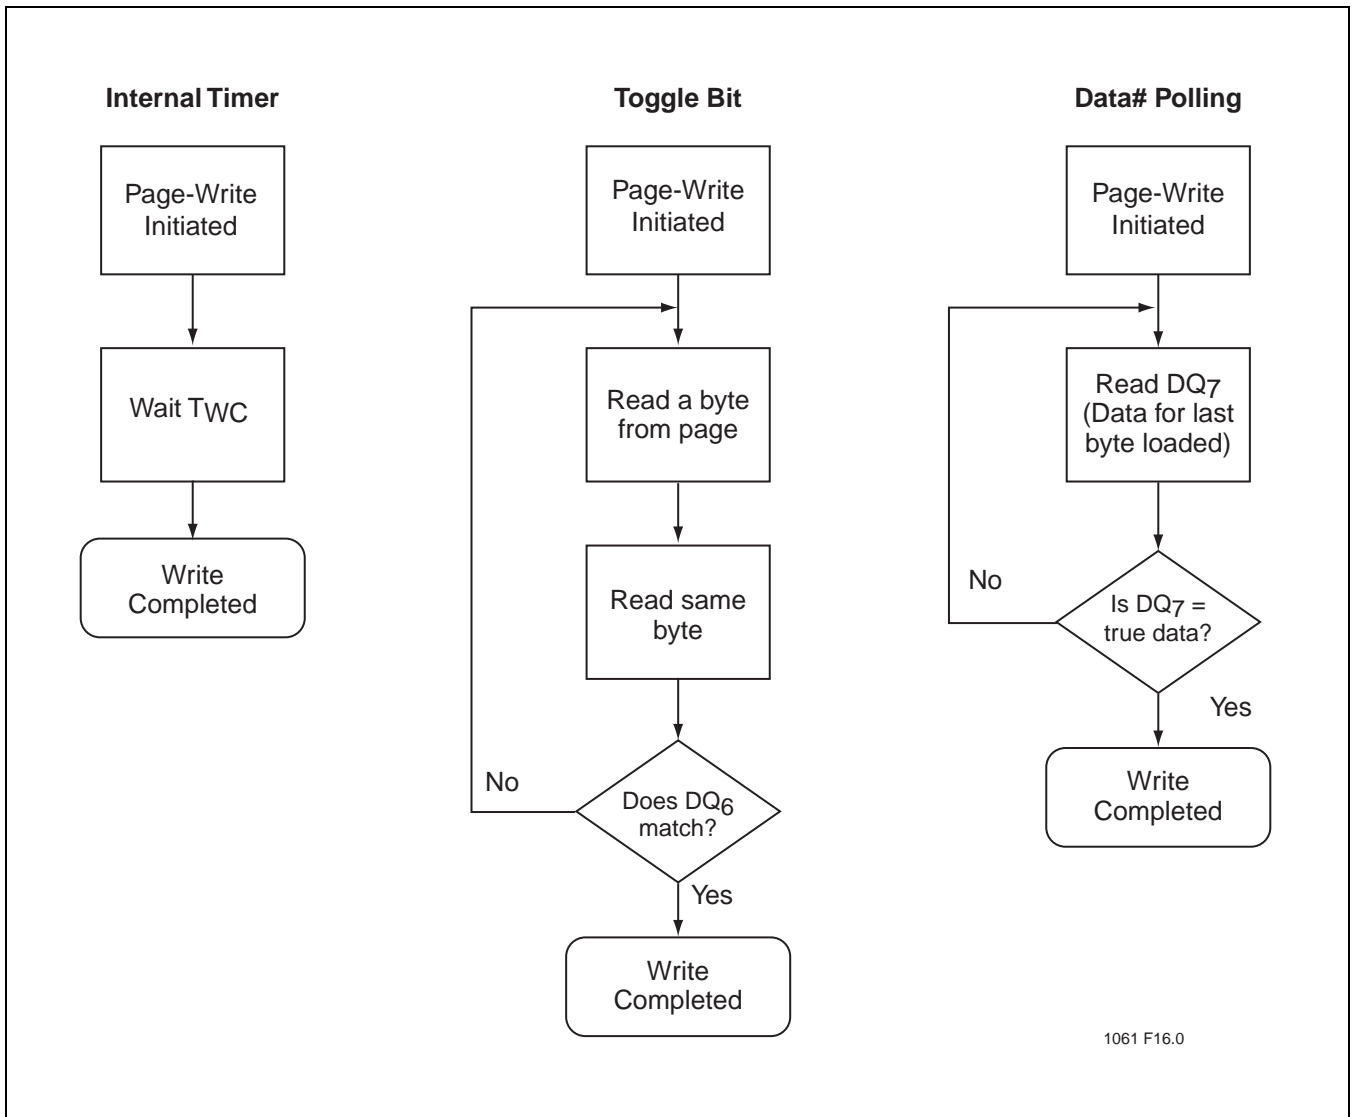 Internal Timer
Page-Write
Initiated
Wait TWC
Write
Completed
Toggle Bit
Page-Write
Initiated
Read a byte
from page
Read same
byte
No
Does DQ6
match?
Yes
Write
Completed
Data# Polling
Page-Write
Initiated
Read DQ7
(Data for last
byte loaded)
No
Is DQ7 =
true data?
Yes
Write
Completed
1061 F16.0